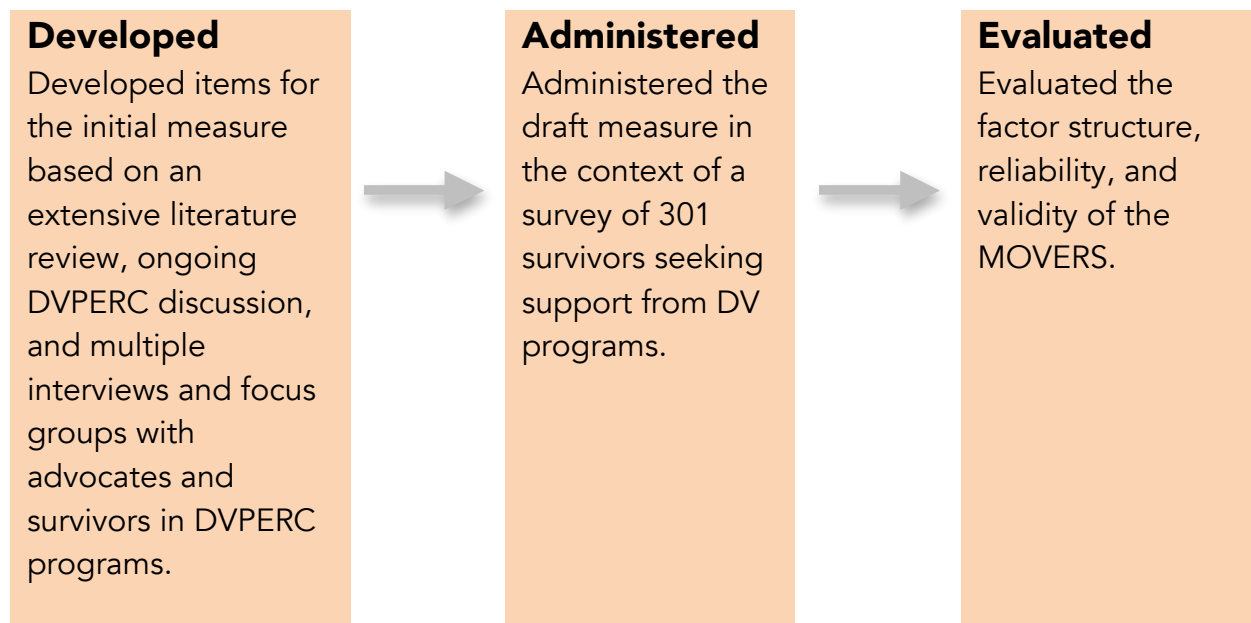 Developed
Developed items for
the initial measure
based on an
extensive literature
review, ongoing
DVPERC discussion,
and multiple
interviews and focus
groups with
advocates and
survivors in DVPERC
programs.
Administered
Administered the
draft measure in
the context of a
survey of 301
survivors seeking
support from DV
programs.
Evaluated
Evaluated the
factor structure,
reliability, and
validity of the
MOVERS.